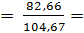 = 82,66 / 104,67 =